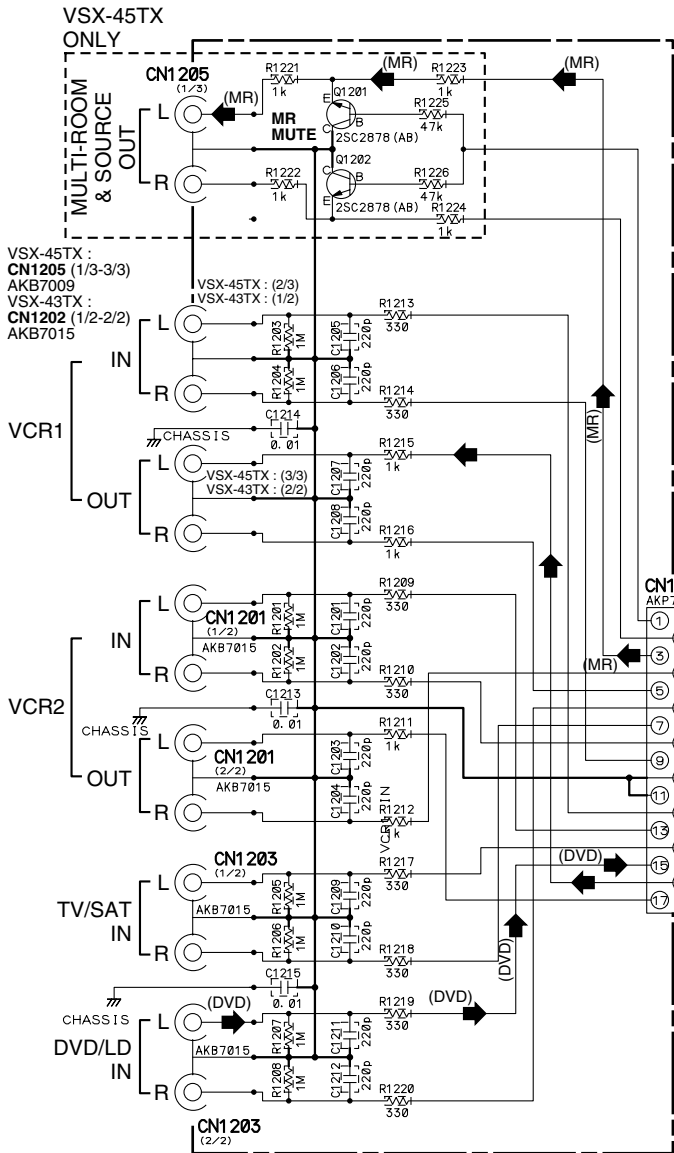 VSX-45TX
ONLY
CN1205
(1/3)
(MR)
R1221
1k
(MR)
R1223
1k
(MR)
MULTI-ROOM
& SOURCE
OUT
L
(MR)
MR
MUTE
E
Q1201
B
C
2SC2878(AB)
R1225
47k
Q1202
C
B
E
2SC2878(AB)
R1226
47k
R
R1222
1k
R1224
1k
VSX-45TX :
CN1205 (1/3-3/3)
AKB7009
VSX-43TX :
CN1202 (1/2-2/2)
AKB7015
VSX-45TX: (2/3)
VSX-43TX: (1/2)
VCR1
IN
L
R
R1203
1M
R1204
1M
C1205
220p
C1206
220p
R1213
330
R1214
330
(MR)
CHASSIS
C1214
0.01
OUT
L
R
VSX-45TX : (3/3)
VSX-43TX : (2/2)
C1207
220p
C1208
220p
R1215
1k
R1216
1k
VCR2
IN
L
R
CN1201
(1/2)
AKB7015
R1201
1M
R1202
1M
C1201
220p
C1202
220p
R1209
330
R1210
330
CHASSIS
C1213
0.01
OUT
L
R
CN1201
(2/2)
AKB7015
C1203
220p
C1204
220p
R1211
1k
R1212
1k
CN1
AKP7
1
3
(MR)
5
7
9
11
13
15
(DVD)
17
TV/SAT
IN
L
R
CN1203
(1/2)
AKB7015
R1205
1M
R1206
1M
C1209
220p
C1210
220p
R1217
330
R1218
330
(DVD)
CHASSIS
C1215
0.01
DVD/LD
IN
L
R
(DVD)
AKB7015
R1207
1M
R1208
1M
C1211
220p
C1212
220p
R1219
330
(DVD)
R1220
330
CN1203
(2/2)